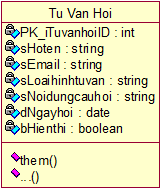 Tu Van Hoi
PK_iTuvanhoiID : int
sHoten : string
sEmail : string
sLoaihinhtuvan : string
sNoidungcauhoi : string
dNgayhoi : date
bHienthi : boolean
them()
...()